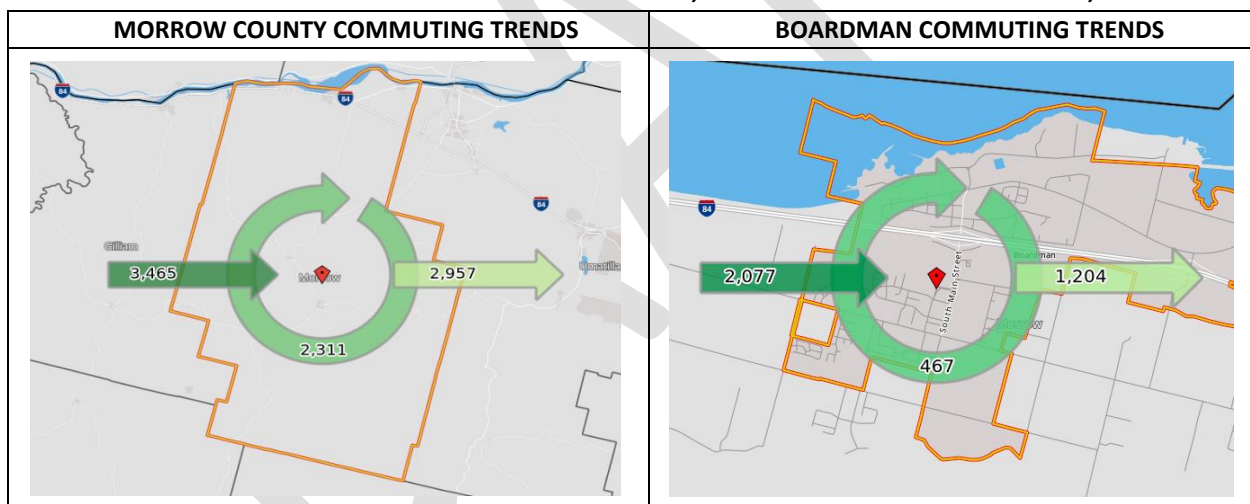 MORROW COUNTY COMMUTING TRENDS
BOARDMAN COMMUTING TRENDS
84
84
84
Gilliam
3,465
Morrow
2,957
Umatilla
2,311
84
Boardman
2,077
1,204
South Main Street
Morrow
467